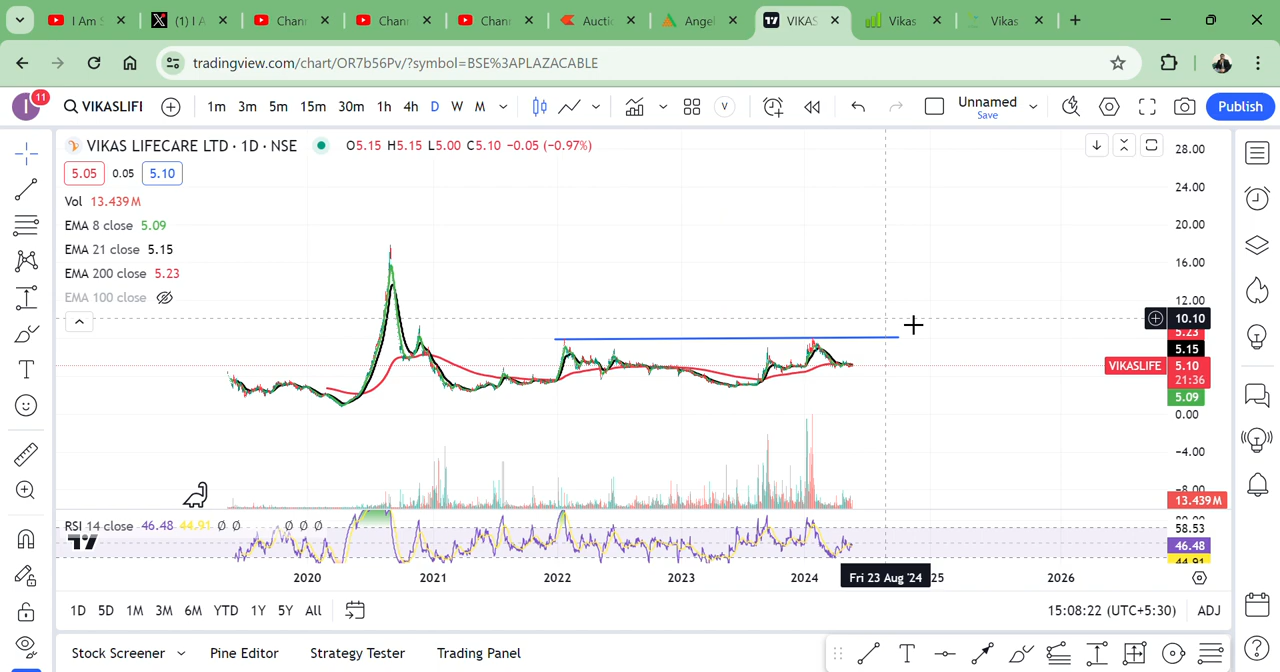 I Am S
(1) I A
Chann
Chann
Chann
Auctio
Angel
VIKAS
Vikas
Vikas
tradingview.com/chart/OR7b56Pv/?symbol=BSE%3APLAZACABLE
I 11 VIKASLIFI 1m 3m 5m 15m 30m 1h 4h D W M V Unnamed Save Publish
VIKAS LIFECARE LTD · 1D · NSE O5.15 H5.15 L5.00 C5.10 −0.05 (−0.97%)
5.05 0.05 5.10
Vol 13.439M
EMA 8 close 5.09
EMA 21 close 5.15
EMA 200 close 5.23
EMA 100 close
28.00
24.00
20.00
16.00
12.00
10.10
5.23
5.15
VIKASLIFE 5.10
21:36
5.09
0.00
−4.00
−8.00
13.439M
RSI 14 close 46.48 44.91 Ø Ø Ø Ø Ø
58.53
46.48
44.91
2020 2021 2022 2023 2024 Fri 23 Aug '24 25 2026
1D 5D 1M 3M 6M YTD 1Y 5Y All 15:08:22 (UTC+5:30) ADJ
Stock Screener Pine Editor Strategy Tester Trading Panel